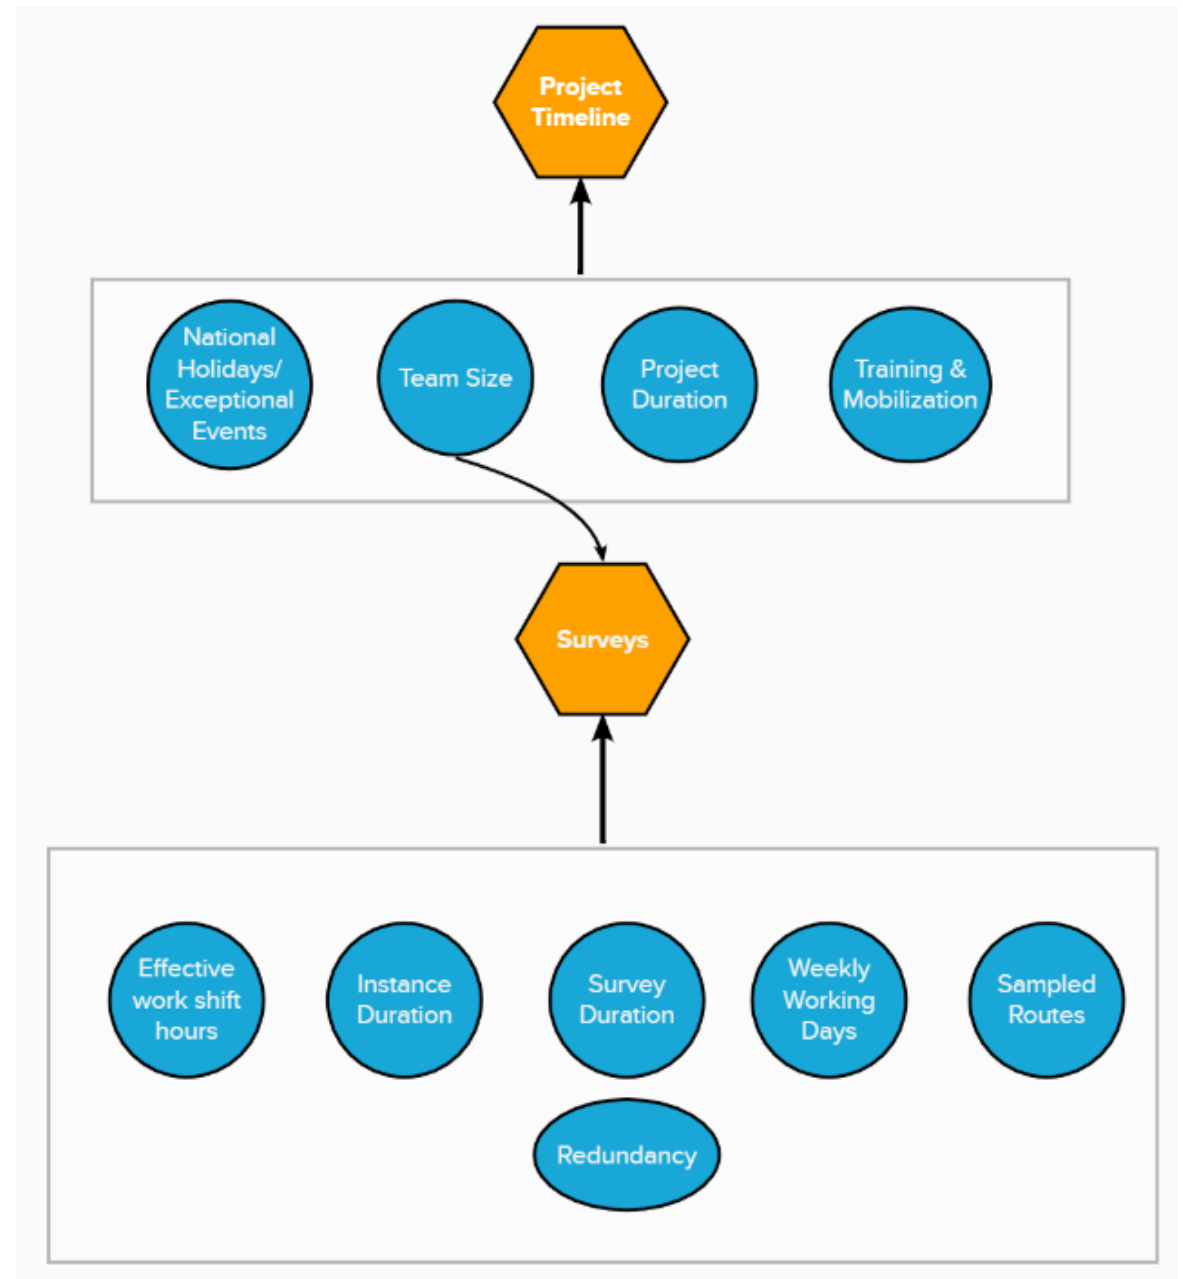 Project
Timeline
National
Holidays/
Exceptional
Events
Team Size
Project
Duration
Training &
Mobilization
Surveys
Effective
work shift
hours
Instance
Duration
Survey
Duration
Weekly
Working
Days
Sampled
Routes
Redundancy